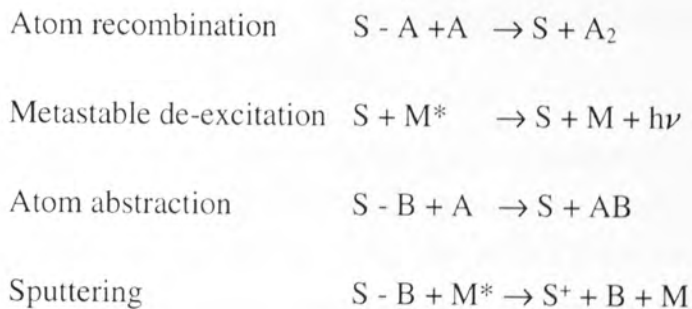 Atom recombination S - A +A → S + A₂
Metastable de-excitation S + M* → S + M + hν
Atom abstraction S - B + A → S + AB
Sputtering S - B + M* → S⁺ + B + M